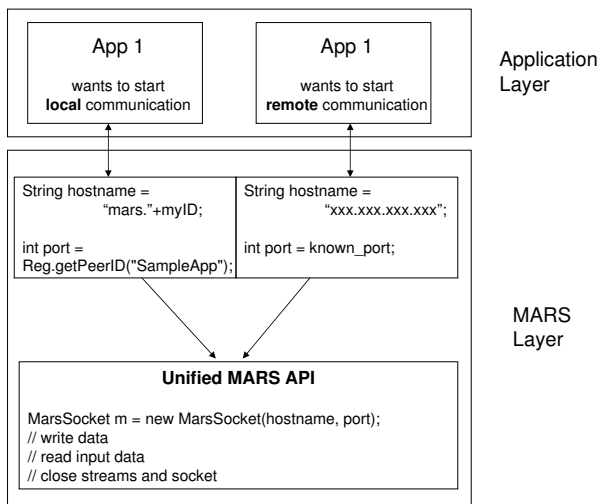 App 1
wants to start
local communication
App 1
wants to start
remote communication
Application
Layer
String hostname =
“mars.”+myID;
int port =
Reg.getPeerID("SampleApp");
String hostname =
“xxx.xxx.xxx.xxx”;
int port = known_port;
MARS
Layer
Unified MARS API
MarsSocket m = new MarsSocket(hostname, port);
// write data
// read input data
// close streams and socket